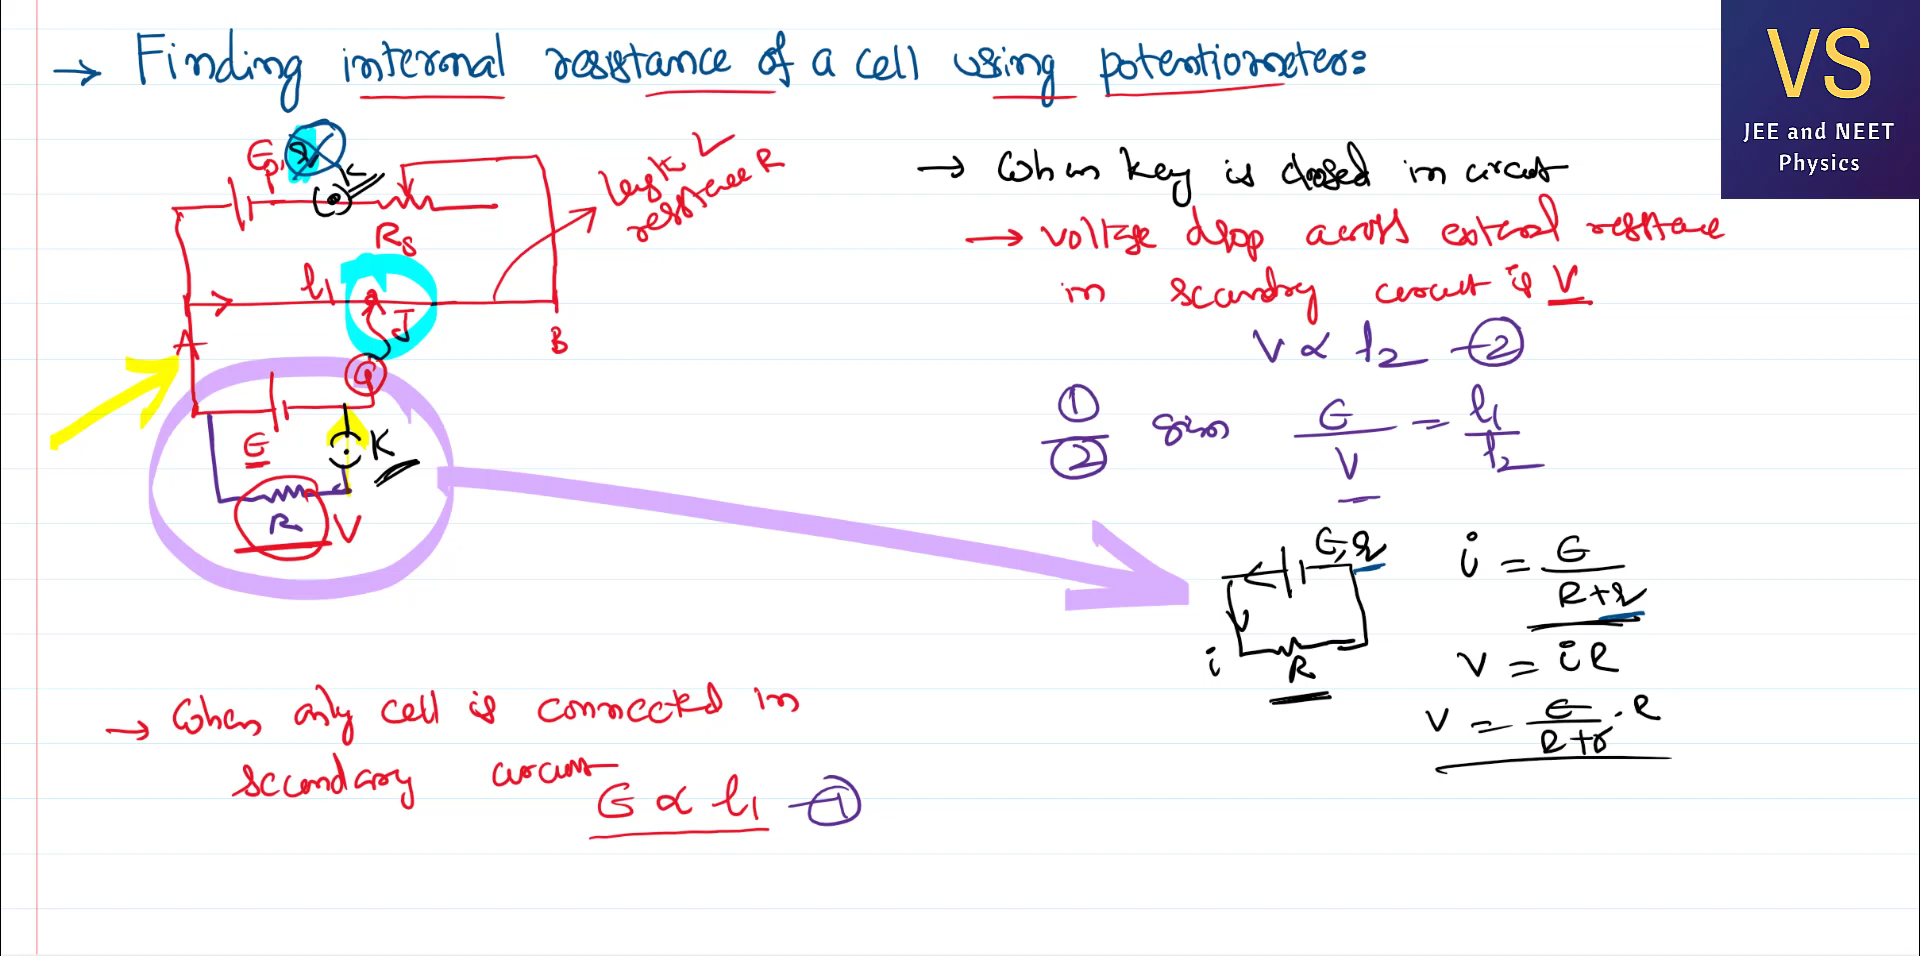 → Finding internal resistance of a cell using potentiometer:
VS
JEE and NEET
Physics
Ep, r
Rs
length L
resistance R
l1
J
A
B
G
E
K
R
V
→ When key is closed in circuit
→ voltage drop across external resistance
in secondary circuit is V
V ∝ l2 - ②
①/② gives E/V = l1/l2
E, r
i
R
i = E/(R+r)
V = iR
V = E/(R+r) . R
→ When only cell is connected in
secondary circuit
E ∝ l1 - ①